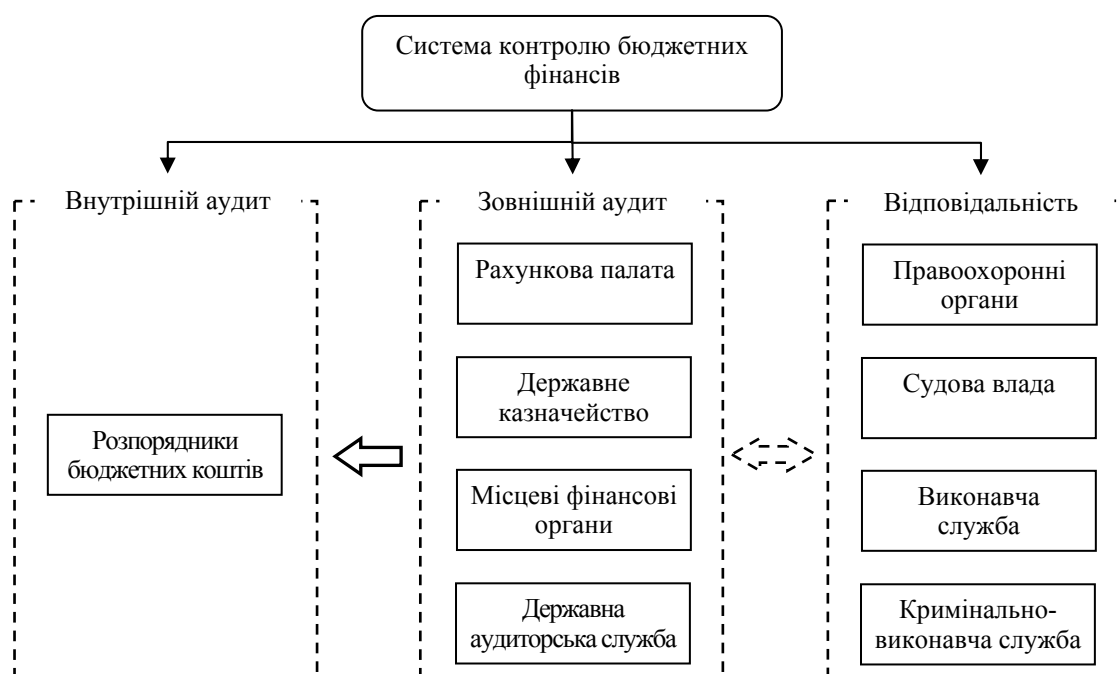 Система контролю бюджетних
фінансів
Внутрішній аудит
Зовнішній аудит
Відповідальність
Розпорядники
бюджетних коштів
Рахункова палата
Державне
казначейство
Місцеві фінансові
органи
Державна
аудиторська служба
Правоохоронні
органи
Судова влада
Виконавча
служба
Кримінально-
виконавча служба